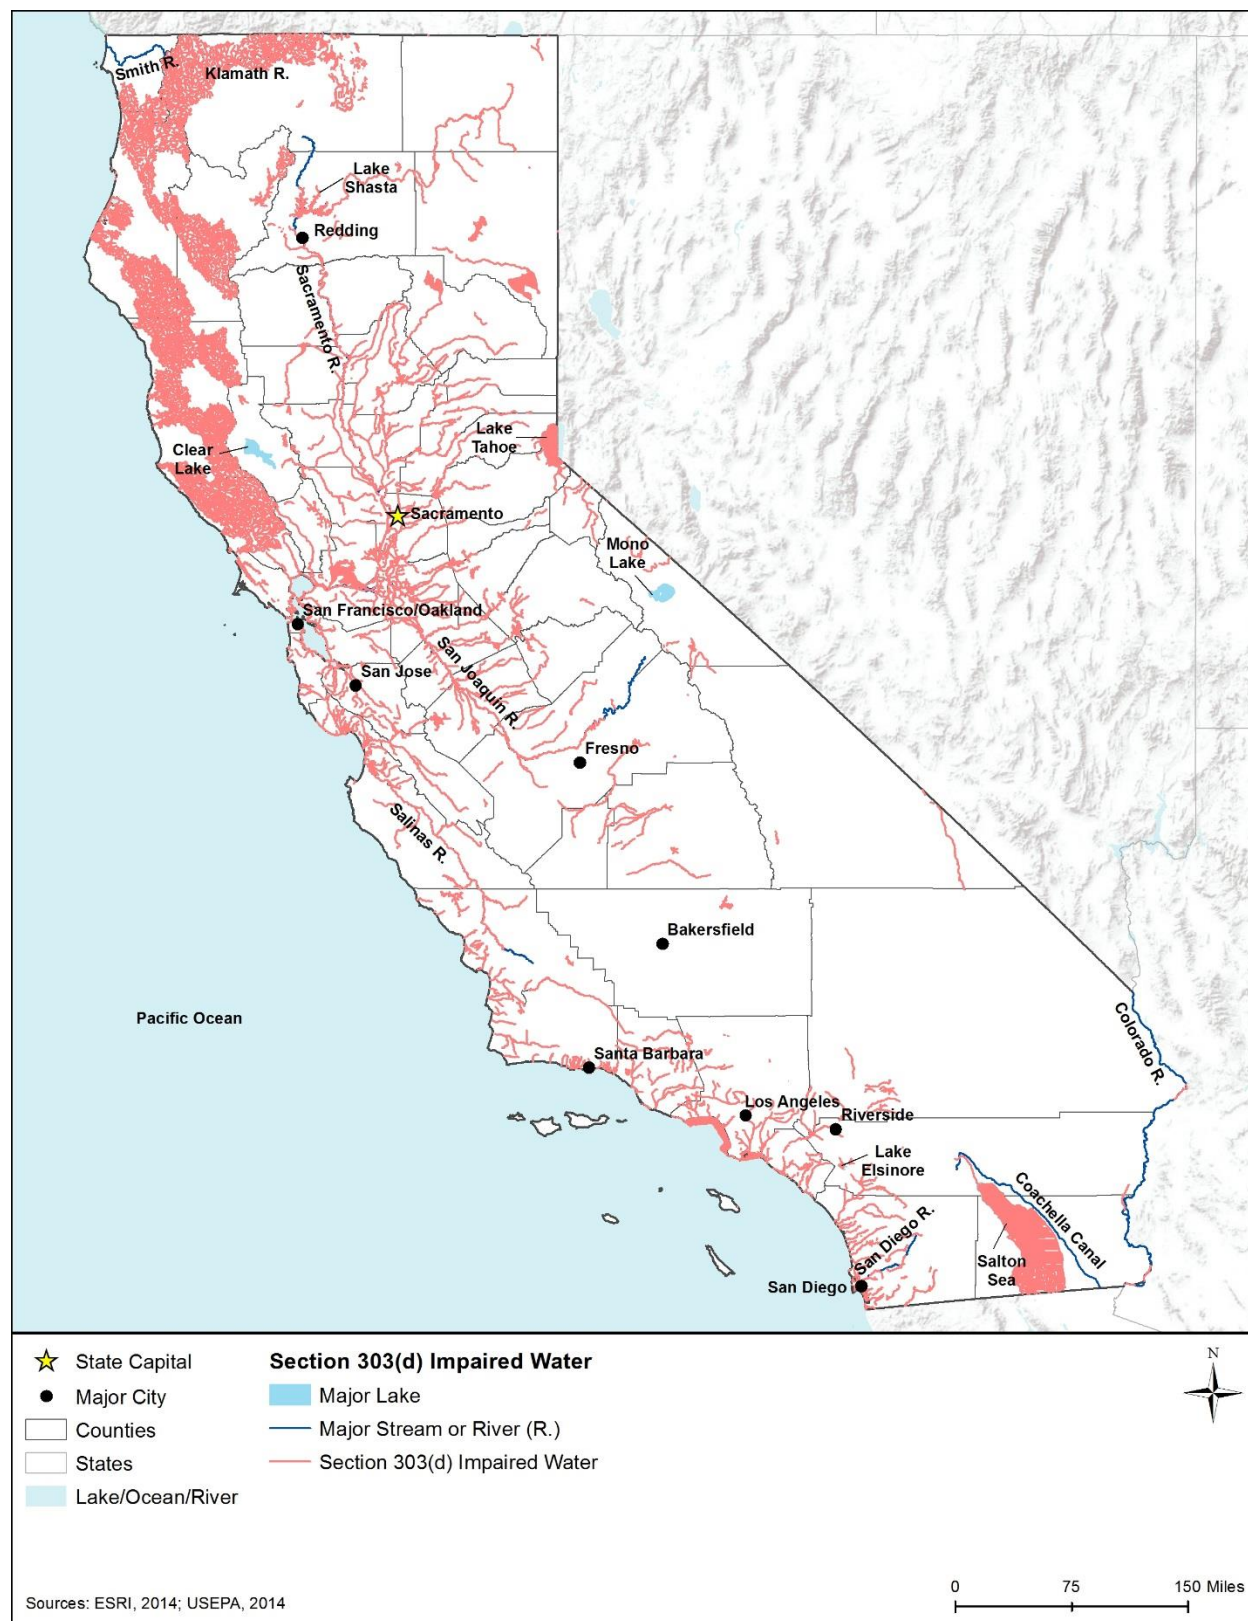 Smith R.
Klamath R.
Lake
Shasta
Redding
Sacramento R.
Clear
Lake
Lake
Tahoe
Sacramento
Mono
Lake
San Francisco/Oakland
San Jose
San Joaquin R.
Fresno
Salinas R.
Bakersfield
Pacific Ocean
Colorado R.
Santa Barbara
Los Angeles
Riverside
Lake
Elsinore
Coachella Canal
San Diego R.
Salton
Sea
San Diego
State Capital
Major City
Counties
States
Lake/Ocean/River
Section 303(d) Impaired Water
Major Lake
Major Stream or River (R.)
Section 303(d) Impaired Water
N
Sources: ESRI, 2014; USEPA, 2014
0 75 150 Miles